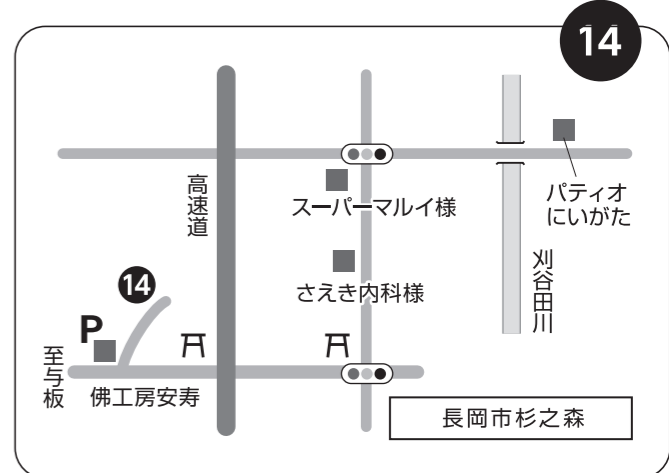 14
高速道
スーパーマルイ様
パティオ
にいがた
さえき内科様
刈谷田川
14
P
至与板
佛工房安寿
長岡市杉之森